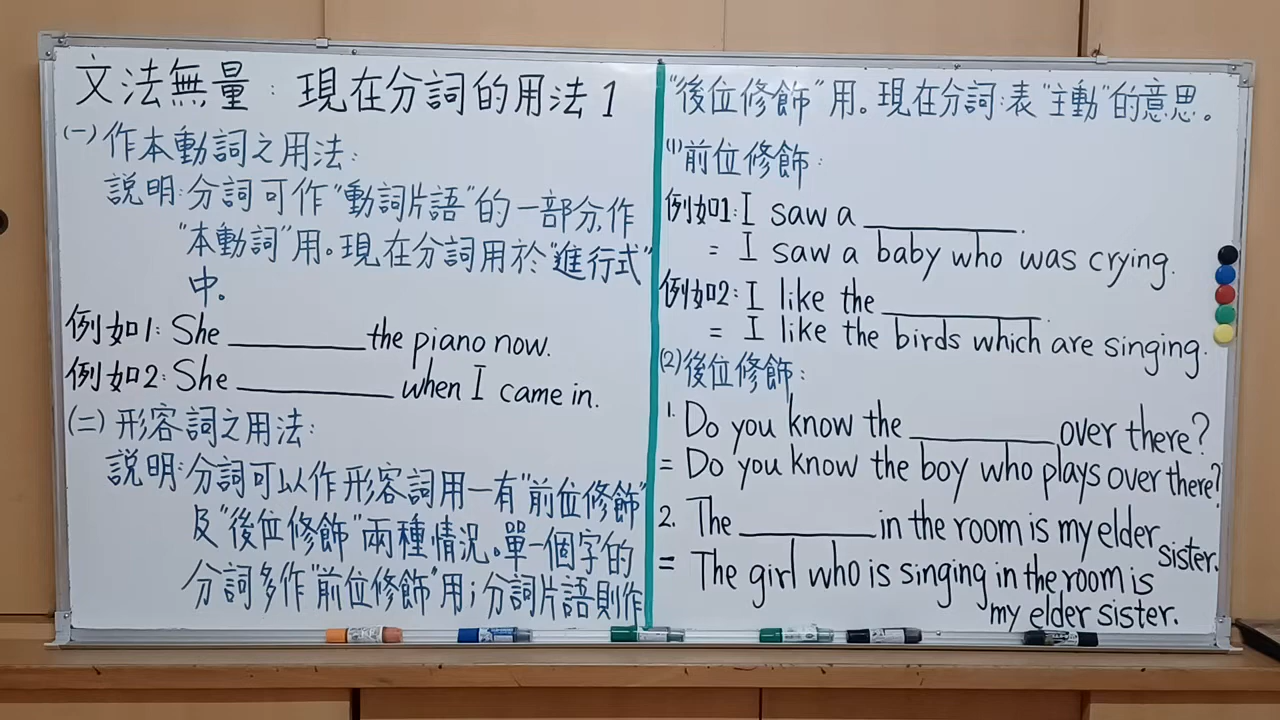 文法無量：現在分詞的用法1
(一)作本動詞之用法：
說明：分詞可作"動詞片語"的一部分,作
"本動詞"用。現在分詞用於"進行式"
中。
例如1: She ________ the piano now.
例如2: She ________ when I came in.
(二)形容詞之用法：
說明：分詞可以作形容詞用—有"前位修飾"
及"後位修飾"兩種情況。單一個字的
分詞多作"前位修飾"用；分詞片語則作
"後位修飾"用。現在分詞：表"主動"的意思。
(1)前位修飾：
例如1: I saw a ________.
= I saw a baby who was crying.
例如2: I like the ________.
= I like the birds which are singing.
(2)後位修飾：
1. Do you know the ________ over there?
= Do you know the boy who plays over there?
2. The ________ in the room is my elder sister.
= The girl who is singing in the room is
my elder sister.